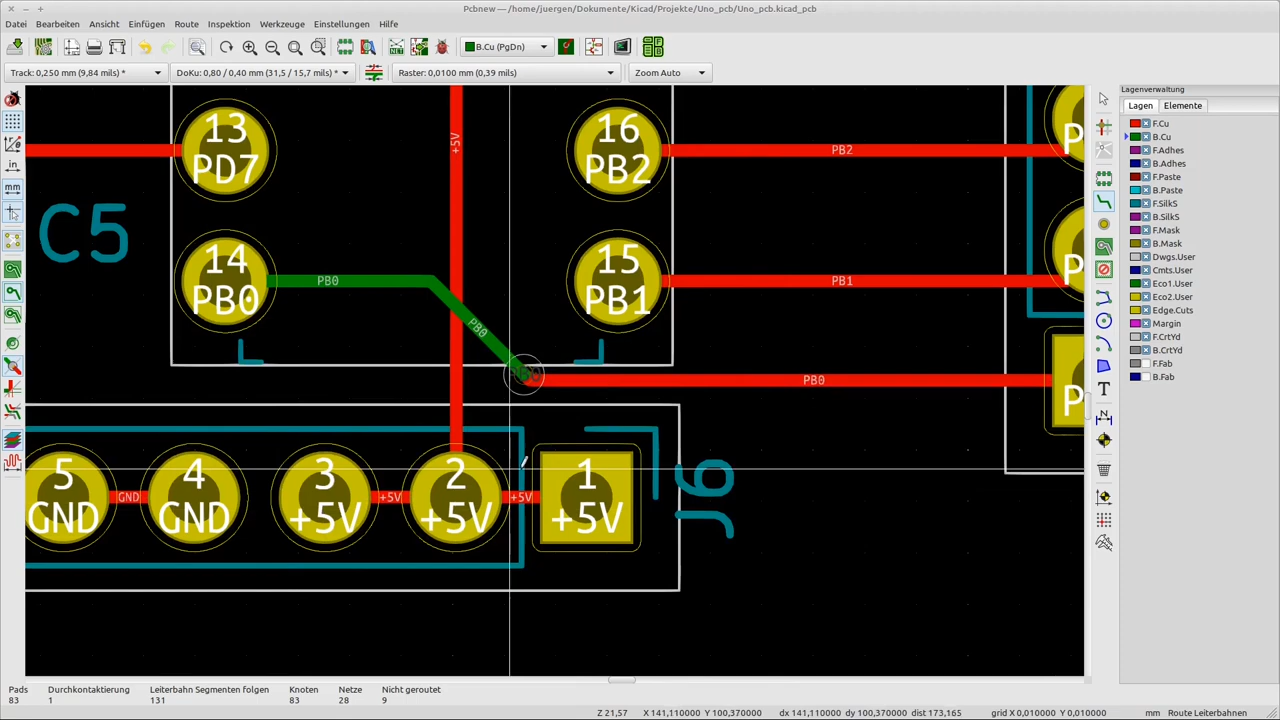 Pcbnew — /home/juergen/Dokumente/Kicad/Projekte/Uno_pcb/Uno_pcb.kicad_pcb
Datei Bearbeiten Ansicht Einfügen Route Inspektion Werkzeuge Einstellungen Hilfe
B.Cu (PgDn)
Track: 0,250 mm (9,84 mils) *
DoKu: 0,80 / 0,40 mm (31,5 / 15,7 mils) *
Raster: 0,0100 mm (0,39 mils)
Zoom Auto
in
mm
13
PD7
+5V
16
PB2
PB2
C5
14
PB0
PB0
PB0
15
PB1
PB1
PB0
P
P
P
5
GND
GND
4
GND
3
+5V
+5V
2
+5V
+5V
1
+5V
J6
Lagenverwaltung
Lagen Elemente
F.Cu
B.Cu
F.Adhes
B.Adhes
F.Paste
B.Paste
F.SilkS
B.SilkS
F.Mask
B.Mask
Dwgs.User
Cmts.User
Eco1.User
Eco2.User
Edge.Cuts
Margin
F.CrtYd
B.CrtYd
F.Fab
B.Fab
Pads Durchkontaktierung Leiterbahn Segmenten folgen Knoten Netze Nicht geroutet
83 1 131 83 28 9
Z 21,57 X 141,110000 Y 100,370000 dx 141,110000 dy 100,370000 dist 173,165 grid X 0,010000 Y 0,010000 mm Route Leiterbahnen